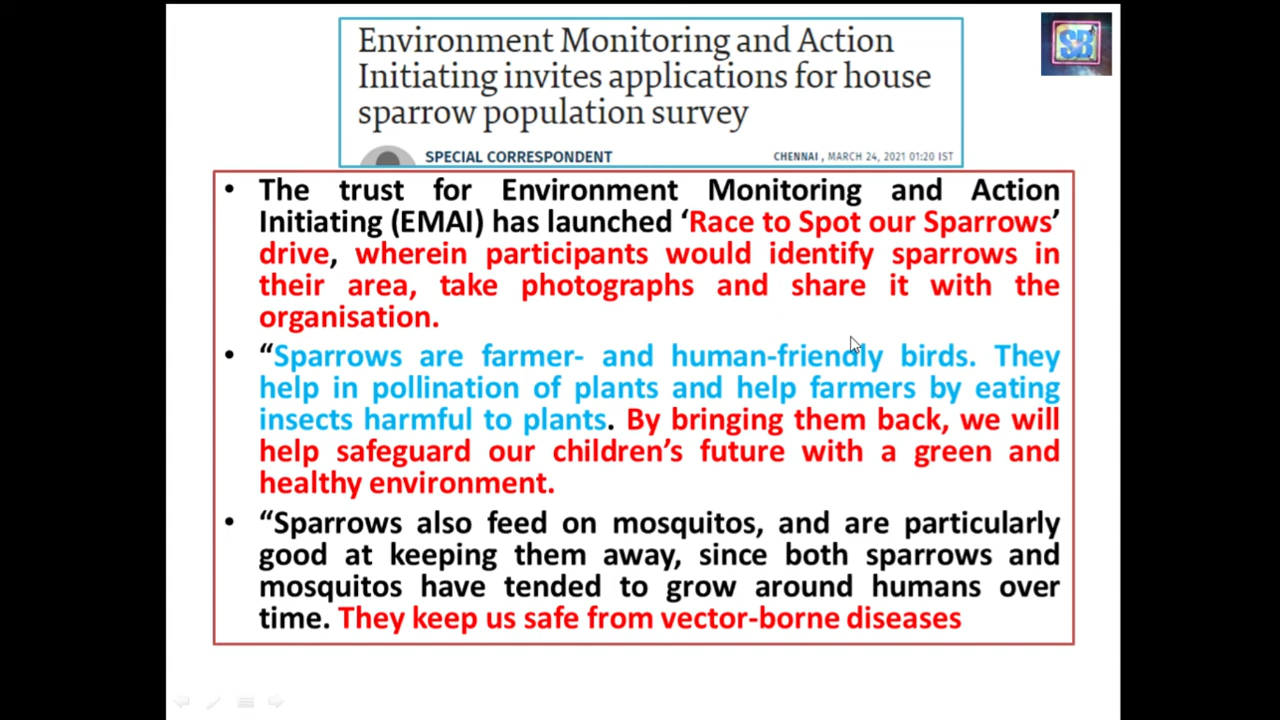 Environment Monitoring and Action
Initiating invites applications for house
sparrow population survey
SPECIAL CORRESPONDENT
CHENNAI , MARCH 24, 2021 01:20 IST
SB
• The trust for Environment Monitoring and Action
Initiating (EMAI) has launched ‘Race to Spot our Sparrows’
drive, wherein participants would identify sparrows in
their area, take photographs and share it with the
organisation.
• “Sparrows are farmer- and human-friendly birds. They
help in pollination of plants and help farmers by eating
insects harmful to plants. By bringing them back, we will
help safeguard our children’s future with a green and
healthy environment.
• “Sparrows also feed on mosquitos, and are particularly
good at keeping them away, since both sparrows and
mosquitos have tended to grow around humans over
time. They keep us safe from vector-borne diseases